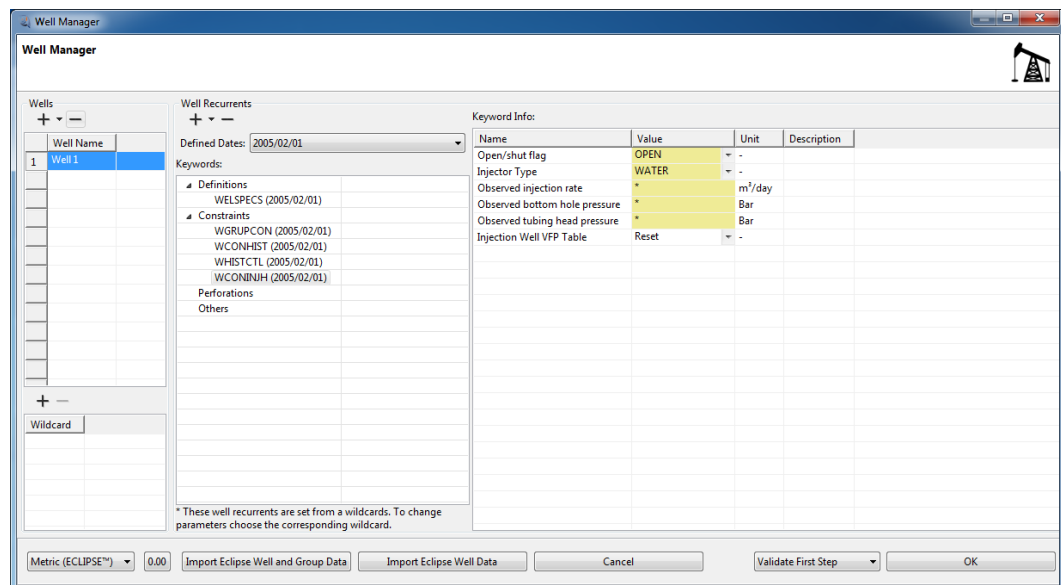 Well Manager
Well Manager
Wells
Well Name
1 Well 1
Wildcard
Well Recurrents
Defined Dates: 2005/02/01
Keywords:
Definitions
WELSPECS (2005/02/01)
Constraints
WGRUPCON (2005/02/01)
WCONHIST (2005/02/01)
WHISTCTL (2005/02/01)
WCONINJH (2005/02/01)
Perforations
Others
* These well recurrents are set from a wildcards. To change
parameters choose the corresponding wildcard.
Keyword Info:
Name Value Unit Description
Open/shut flag OPEN -
Injector Type WATER -
Observed injection rate * m³/day
Observed bottom hole pressure * Bar
Observed tubing head pressure * Bar
Injection Well VFP Table Reset -
Metric (ECLIPSE™) 0.00 Import Eclipse Well and Group Data Import Eclipse Well Data Cancel Validate First Step OK